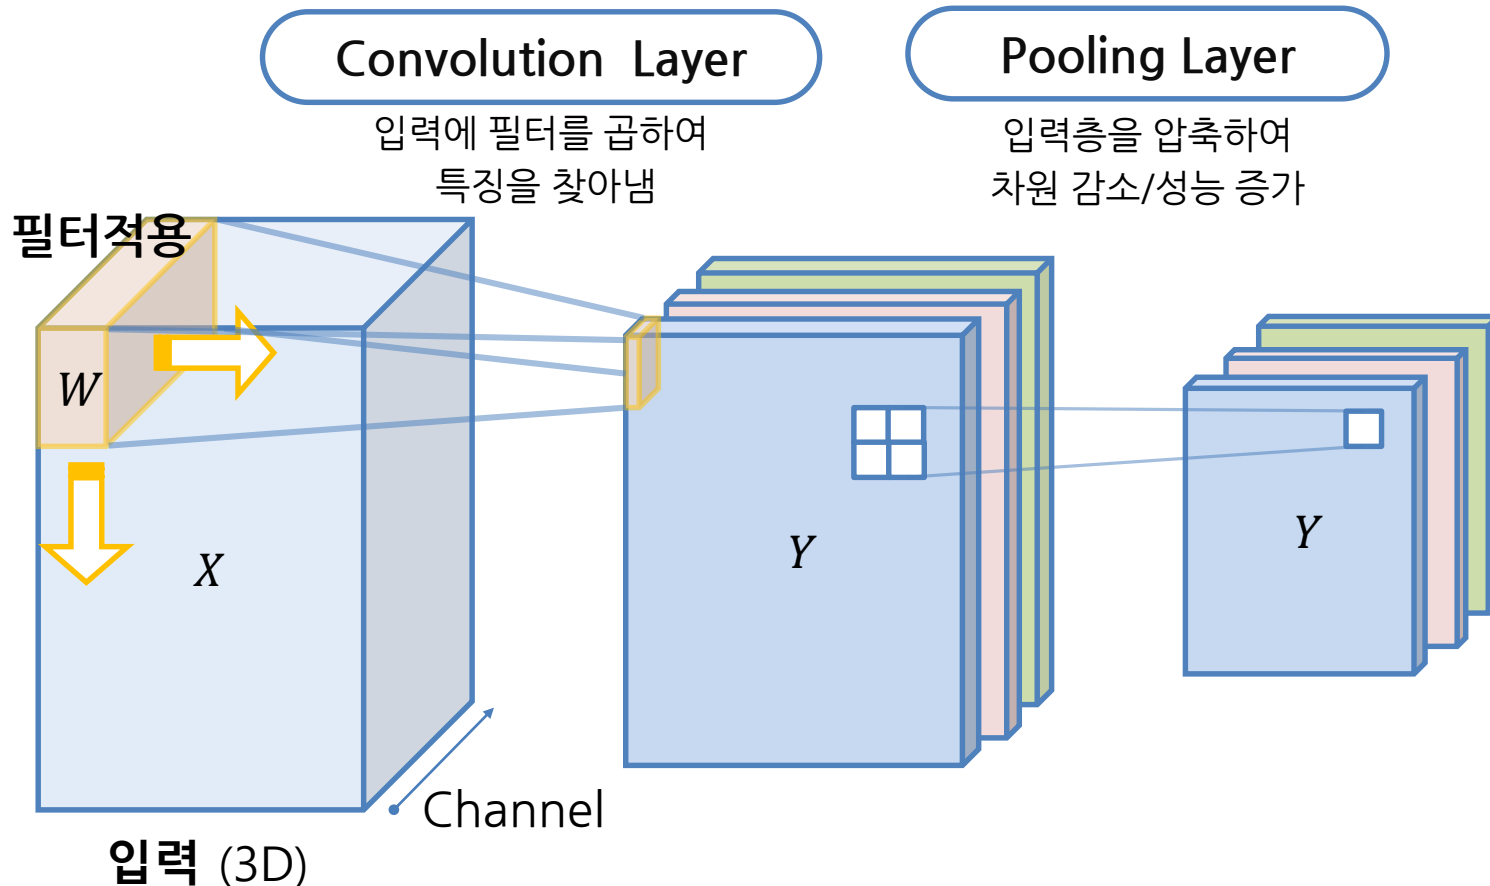 Convolution Layer
입력에 필터를 곱하여
특징을 찾아냄
Pooling Layer
입력층을 압축하여
차원 감소/성능 증가
필터적용
W
X
Y
Y
Channel
입력 (3D)